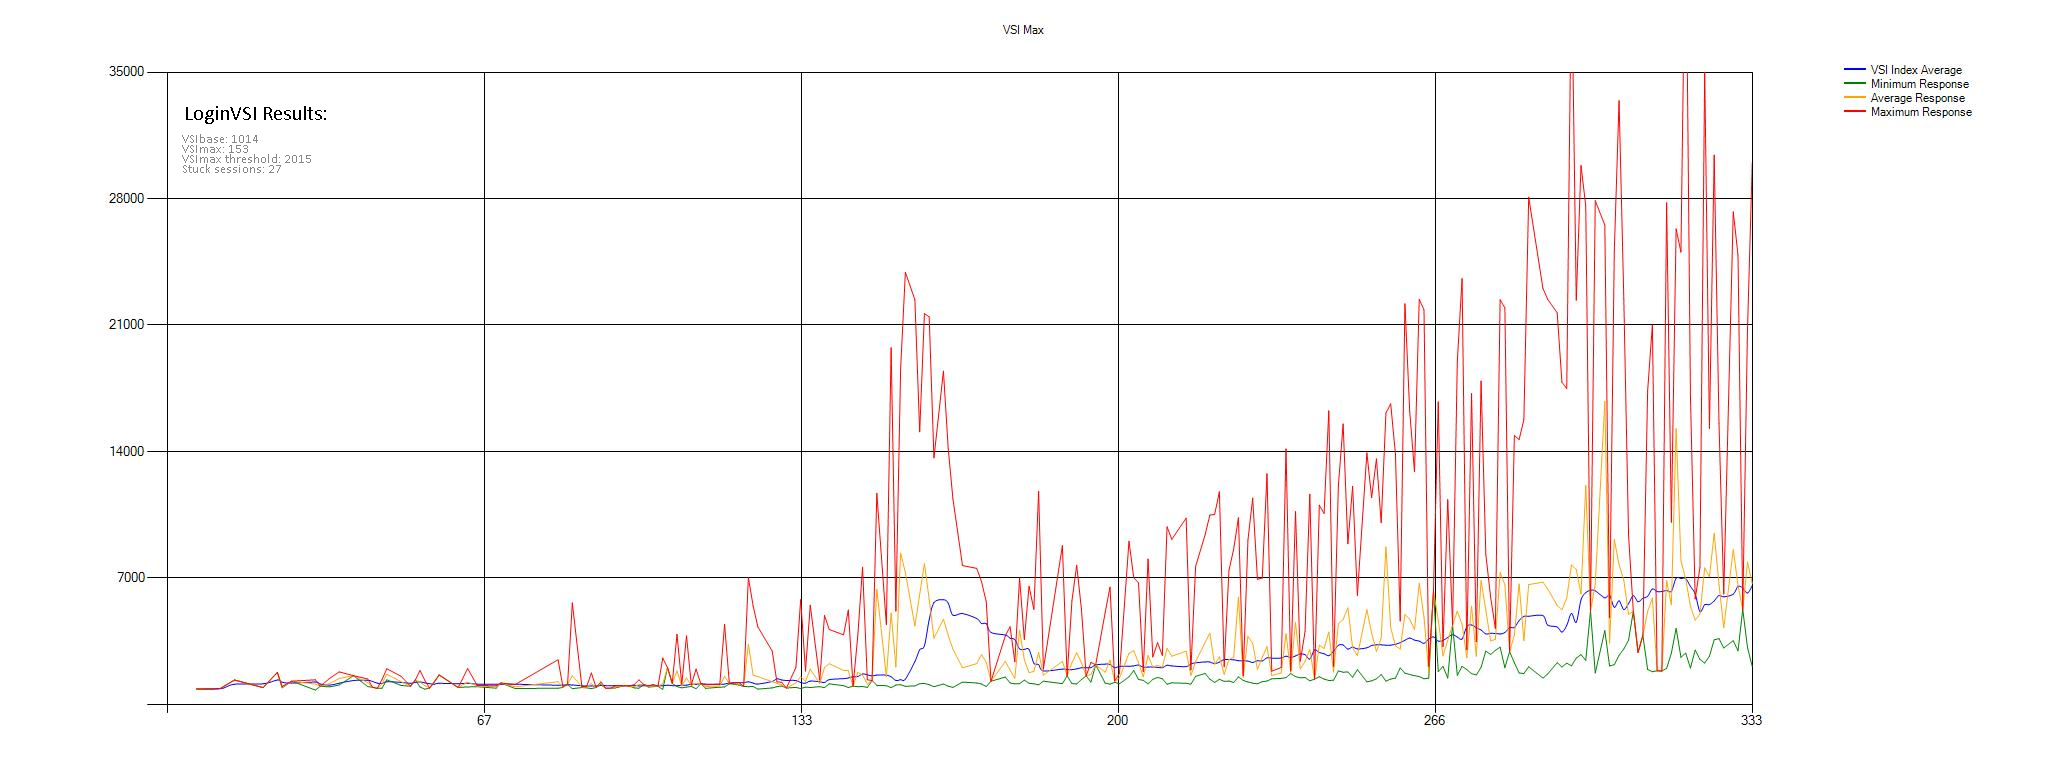 VSI Max
35000
28000
21000
14000
7000
LoginVSI Results:
VSIbase: 1014
VSImax: 153
VSImax threshold: 2015
Stuck sessions: 27
VSI Index Average
Minimum Response
Average Response
Maximum Response
67
133
200
266
333